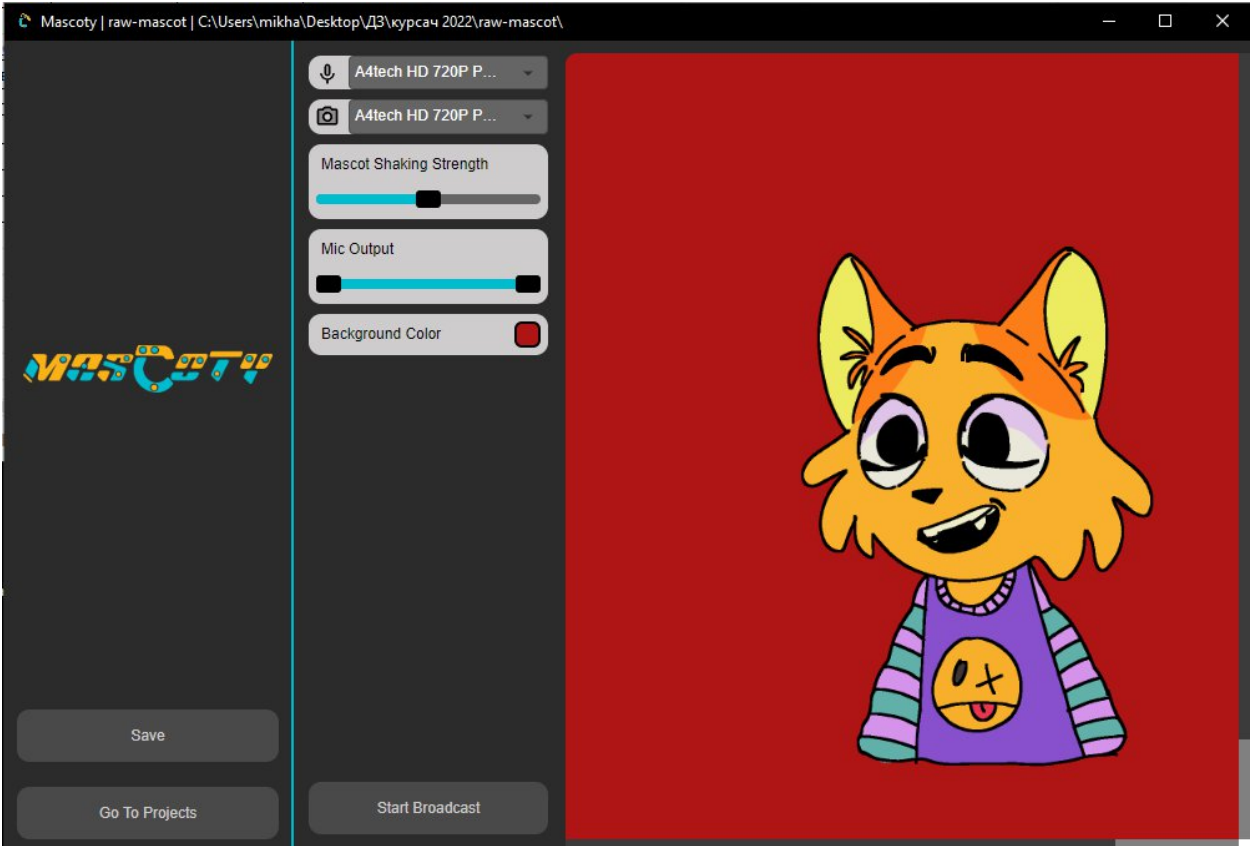 Mascoty | raw-mascot | C:\Users\mikha\Desktop\ДЗ\курсач 2022\raw-mascot\
A4tech HD 720P P...
A4tech HD 720P P...
Mascot Shaking Strength
Mic Output
Background Color
MASCOTY
Save
Go To Projects
Start Broadcast